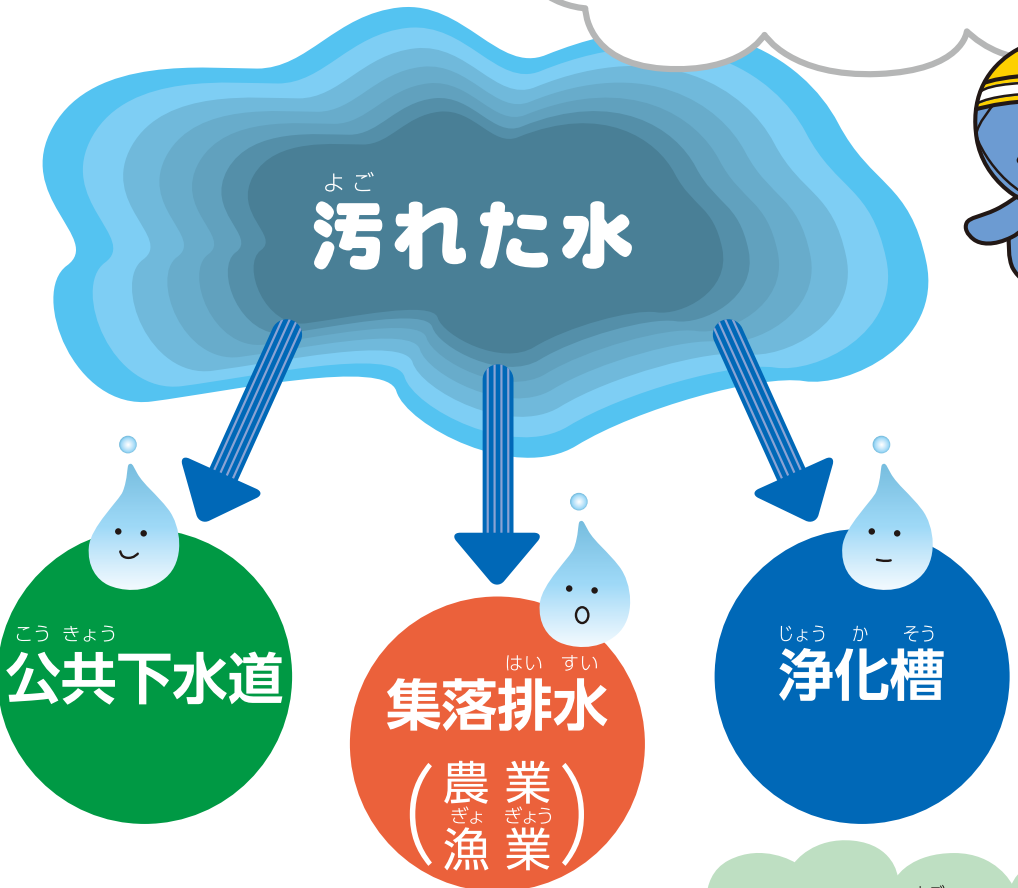 よご
汚れた水
こう きょう
公共下水道
はい すい
集落排水
(農業
ぎょ ぎょう
漁業)
じょう か そう
浄化槽